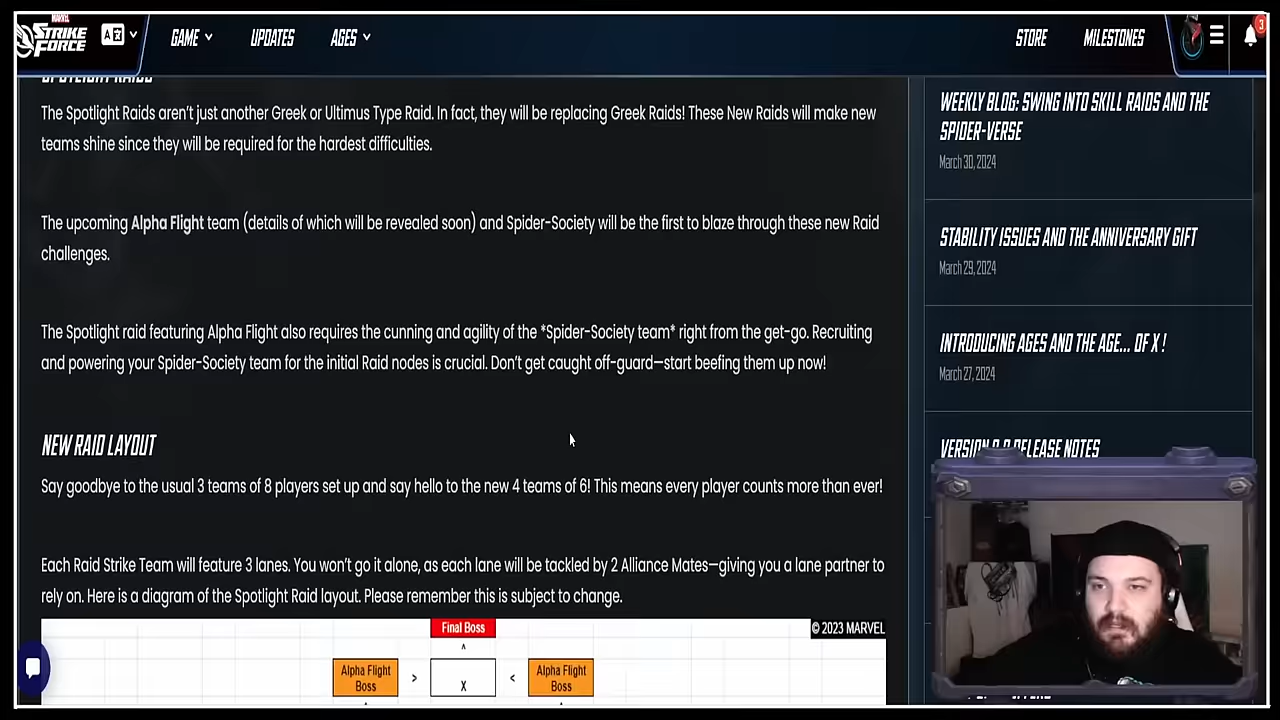 MARVEL
STRIKE
FORCE
GAME
UPDATES
AGES
STORE
MILESTONES
3
SPOTLIGHT RAIDS
The Spotlight Raids aren't just another Greek or Ultimus Type Raid. In fact, they will be replacing Greek Raids! These New Raids will make new
teams shine since they will be required for the hardest difficulties.
The upcoming Alpha Flight team (details of which will be revealed soon) and Spider-Society will be the first to blaze through these new Raid
challenges.
The Spotlight raid featuring Alpha Flight also requires the cunning and agility of the *Spider-Society team* right from the get-go. Recruiting
and powering your Spider-Society team for the initial Raid nodes is crucial. Don't get caught off-guard—start beefing them up now!
NEW RAID LAYOUT
Say goodbye to the usual 3 teams of 8 players set up and say hello to the new 4 teams of 6! This means every player counts more than ever!
Each Raid Strike Team will feature 3 lanes. You won't go it alone, as each lane will be tackled by 2 Alliance Mates—giving you a lane partner to
rely on. Here is a diagram of the Spotlight Raid layout. Please remember this is subject to change.
Final Boss
© 2023 MARVEL
^
Alpha Flight
Boss
>
X
<
Alpha Flight
Boss
WEEKLY BLOG: SWING INTO SKILL RAIDS AND THE
SPIDER-VERSE
March 30, 2024
STABILITY ISSUES AND THE ANNIVERSARY GIFT
March 29, 2024
INTRODUCING AGES AND THE AGE... OF X !
March 27, 2024
VERSION RELEASE NOTES